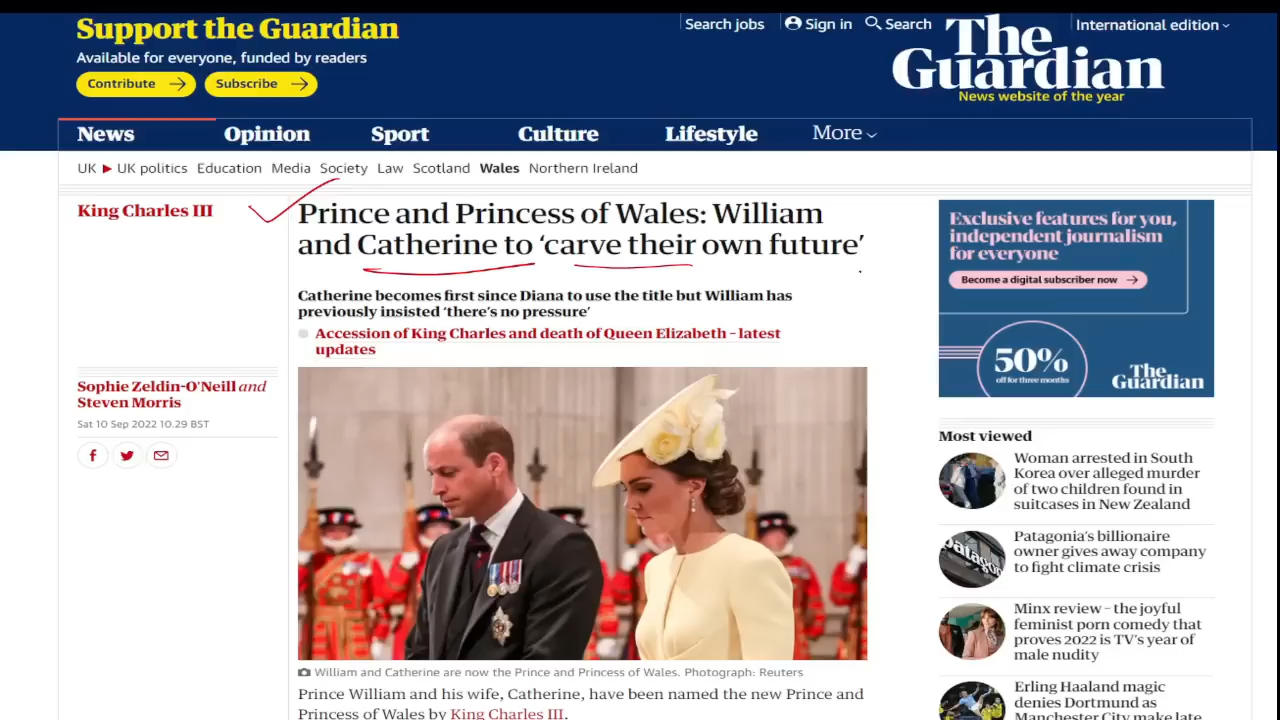 Support the Guardian
Available for everyone, funded by readers
Contribute
Subscribe
Search jobs
Sign in
Search
International edition
The
Guardian
News website of the year
News
Opinion
Sport
Culture
Lifestyle
More
UK
UK politics
Education
Media
Society
Law
Scotland
Wales
Northern Ireland
King Charles III
Prince and Princess of Wales: William
and Catherine to ‘carve their own future’
Catherine becomes first since Diana to use the title but William has
previously insisted ‘there’s no pressure’
Accession of King Charles and death of Queen Elizabeth – latest
updates
Sophie Zeldin-O'Neill and
Steven Morris
Sat 10 Sep 2022 10.29 BST
William and Catherine are now the Prince and Princess of Wales. Photograph: Reuters
Prince William and his wife, Catherine, have been named the new Prince and
Princess of Wales by King Charles III.
Exclusive features for you,
independent journalism
for everyone
Become a digital subscriber now
50%
off for three months
The
Guardian
Most viewed
Woman arrested in South
Korea over alleged murder
of two children found in
suitcases in New Zealand
patago
Patagonia’s billionaire
owner gives away company
to fight climate crisis
Minx review – the joyful
feminist porn comedy that
proves 2022 is TV’s year of
male nudity
Erling Haaland magic
denies Dortmund as
Manchester City make late